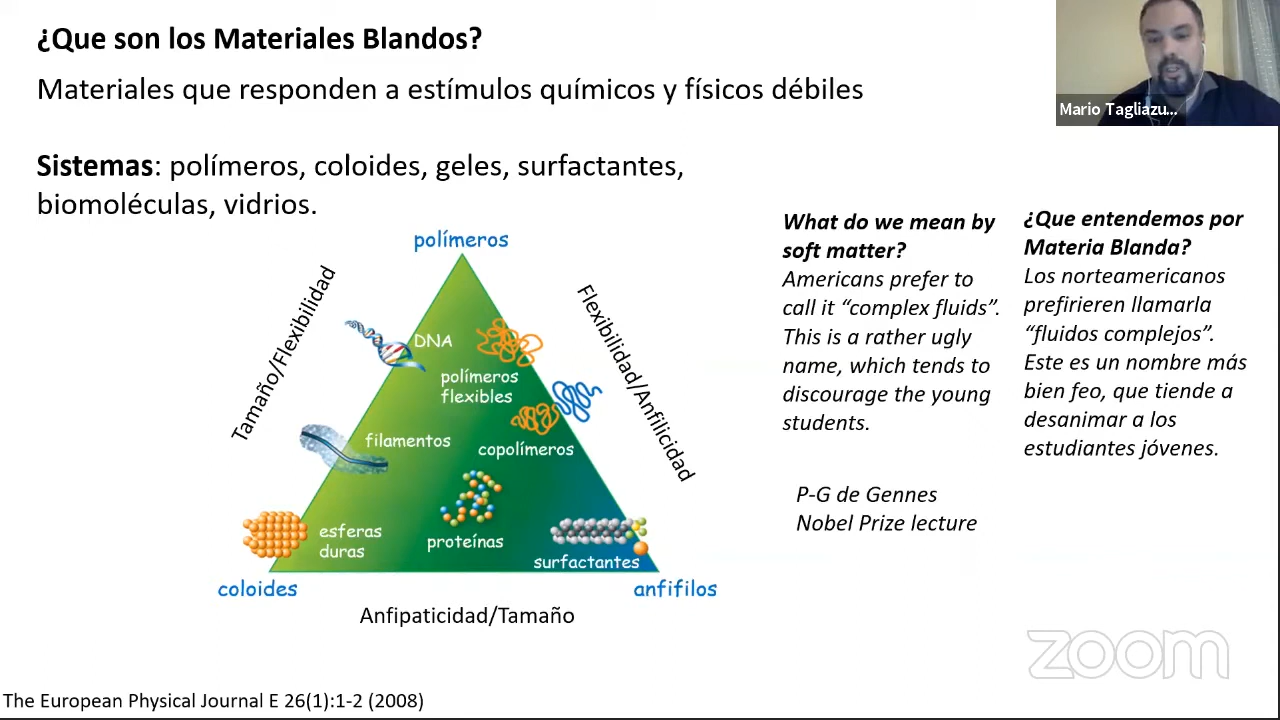 ¿Que son los Materiales Blandos?
Materiales que responden a estímulos químicos y físicos débiles
Mario Tagliazu...
Sistemas: polímeros, coloides, geles, surfactantes,
biomoléculas, vidrios.
polímeros
Tamaño/Flexibilidad
Flexibilidad/Anfilicidad
DNA
polímeros
flexibles
filamentos
copolímeros
esferas
duras
proteínas
surfactantes
coloides
anfifilos
Anfipaticidad/Tamaño
What do we mean by
soft matter?
Americans prefer to
call it “complex fluids”.
This is a rather ugly
name, which tends to
discourage the young
students.
P-G de Gennes
Nobel Prize lecture
¿Que entendemos por
Materia Blanda?
Los norteamericanos
prefirieren llamarla
“fluidos complejos”.
Este es un nombre más
bien feo, que tiende a
desanimar a los
estudiantes jóvenes.
zoom
The European Physical Journal E 26(1):1-2 (2008)